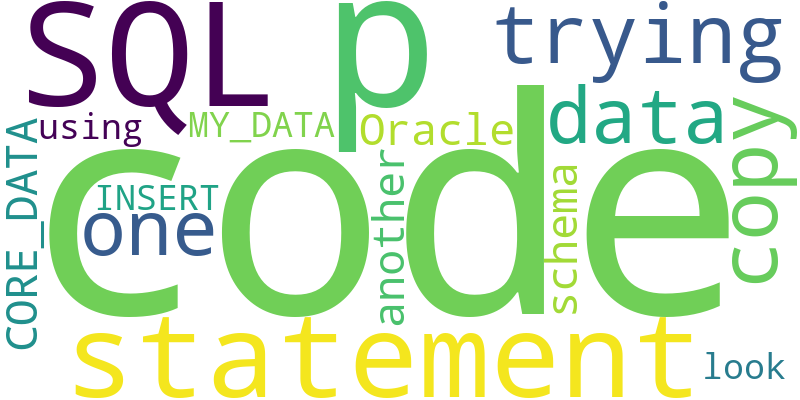 SQL
p
trying
using
MY_DATA
Oracle
data
copy
CORE_DATA
code
INSERT
one
another
schema
statement
look